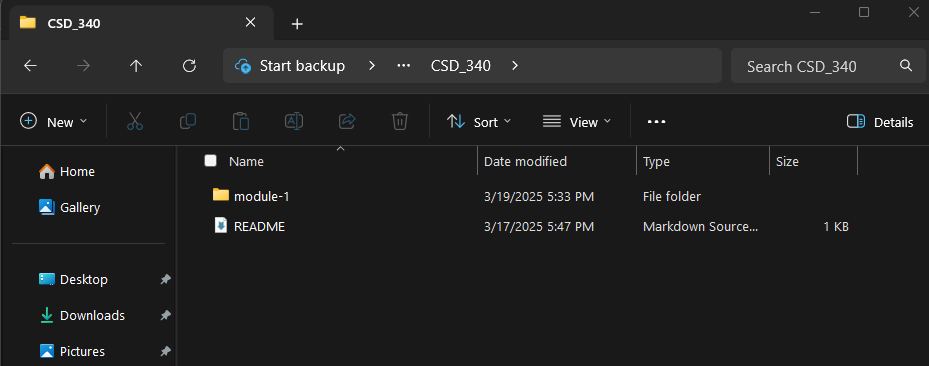 CSD_340
Start backup
CSD_340
Search CSD_340
New
Sort
View
Details
Name
Date modified
Type
Size
Home
module-1
3/19/2025 5:33 PM
File folder
Gallery
README
3/17/2025 5:47 PM
Markdown Source...
1 KB
Desktop
Downloads
Pictures